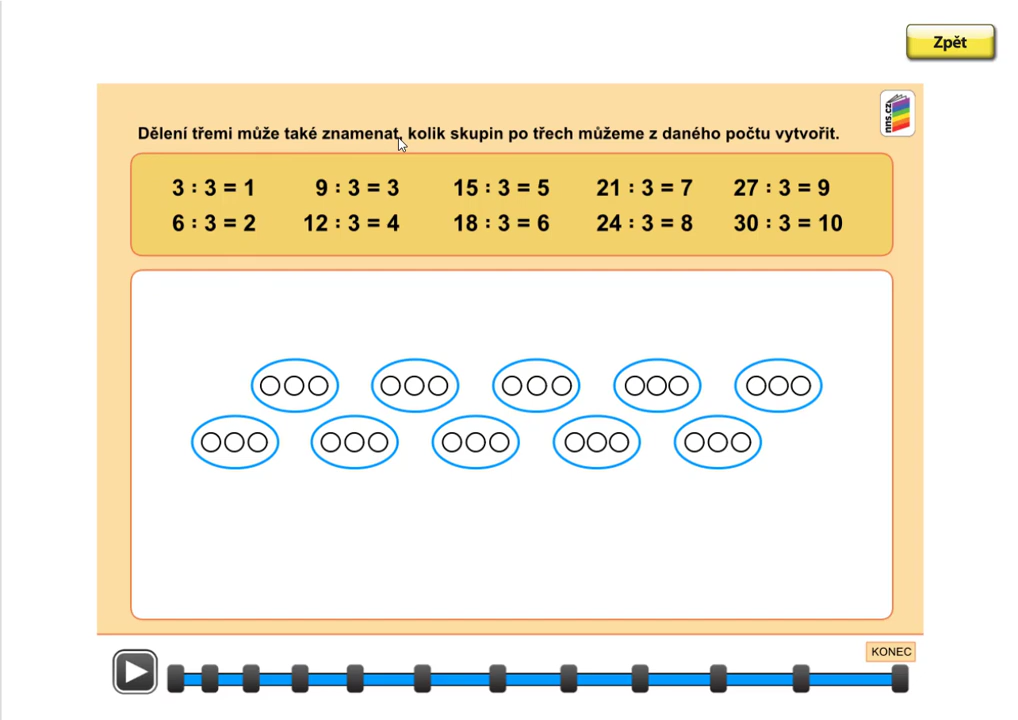 Zpět
nns.cz
Dělení třemi může také znamenat, kolik skupin po třech můžeme z daného počtu vytvořit.
3 : 3 = 1 9 : 3 = 3 15 : 3 = 5 21 : 3 = 7 27 : 3 = 9
6 : 3 = 2 12 : 3 = 4 18 : 3 = 6 24 : 3 = 8 30 : 3 = 10
KONEC